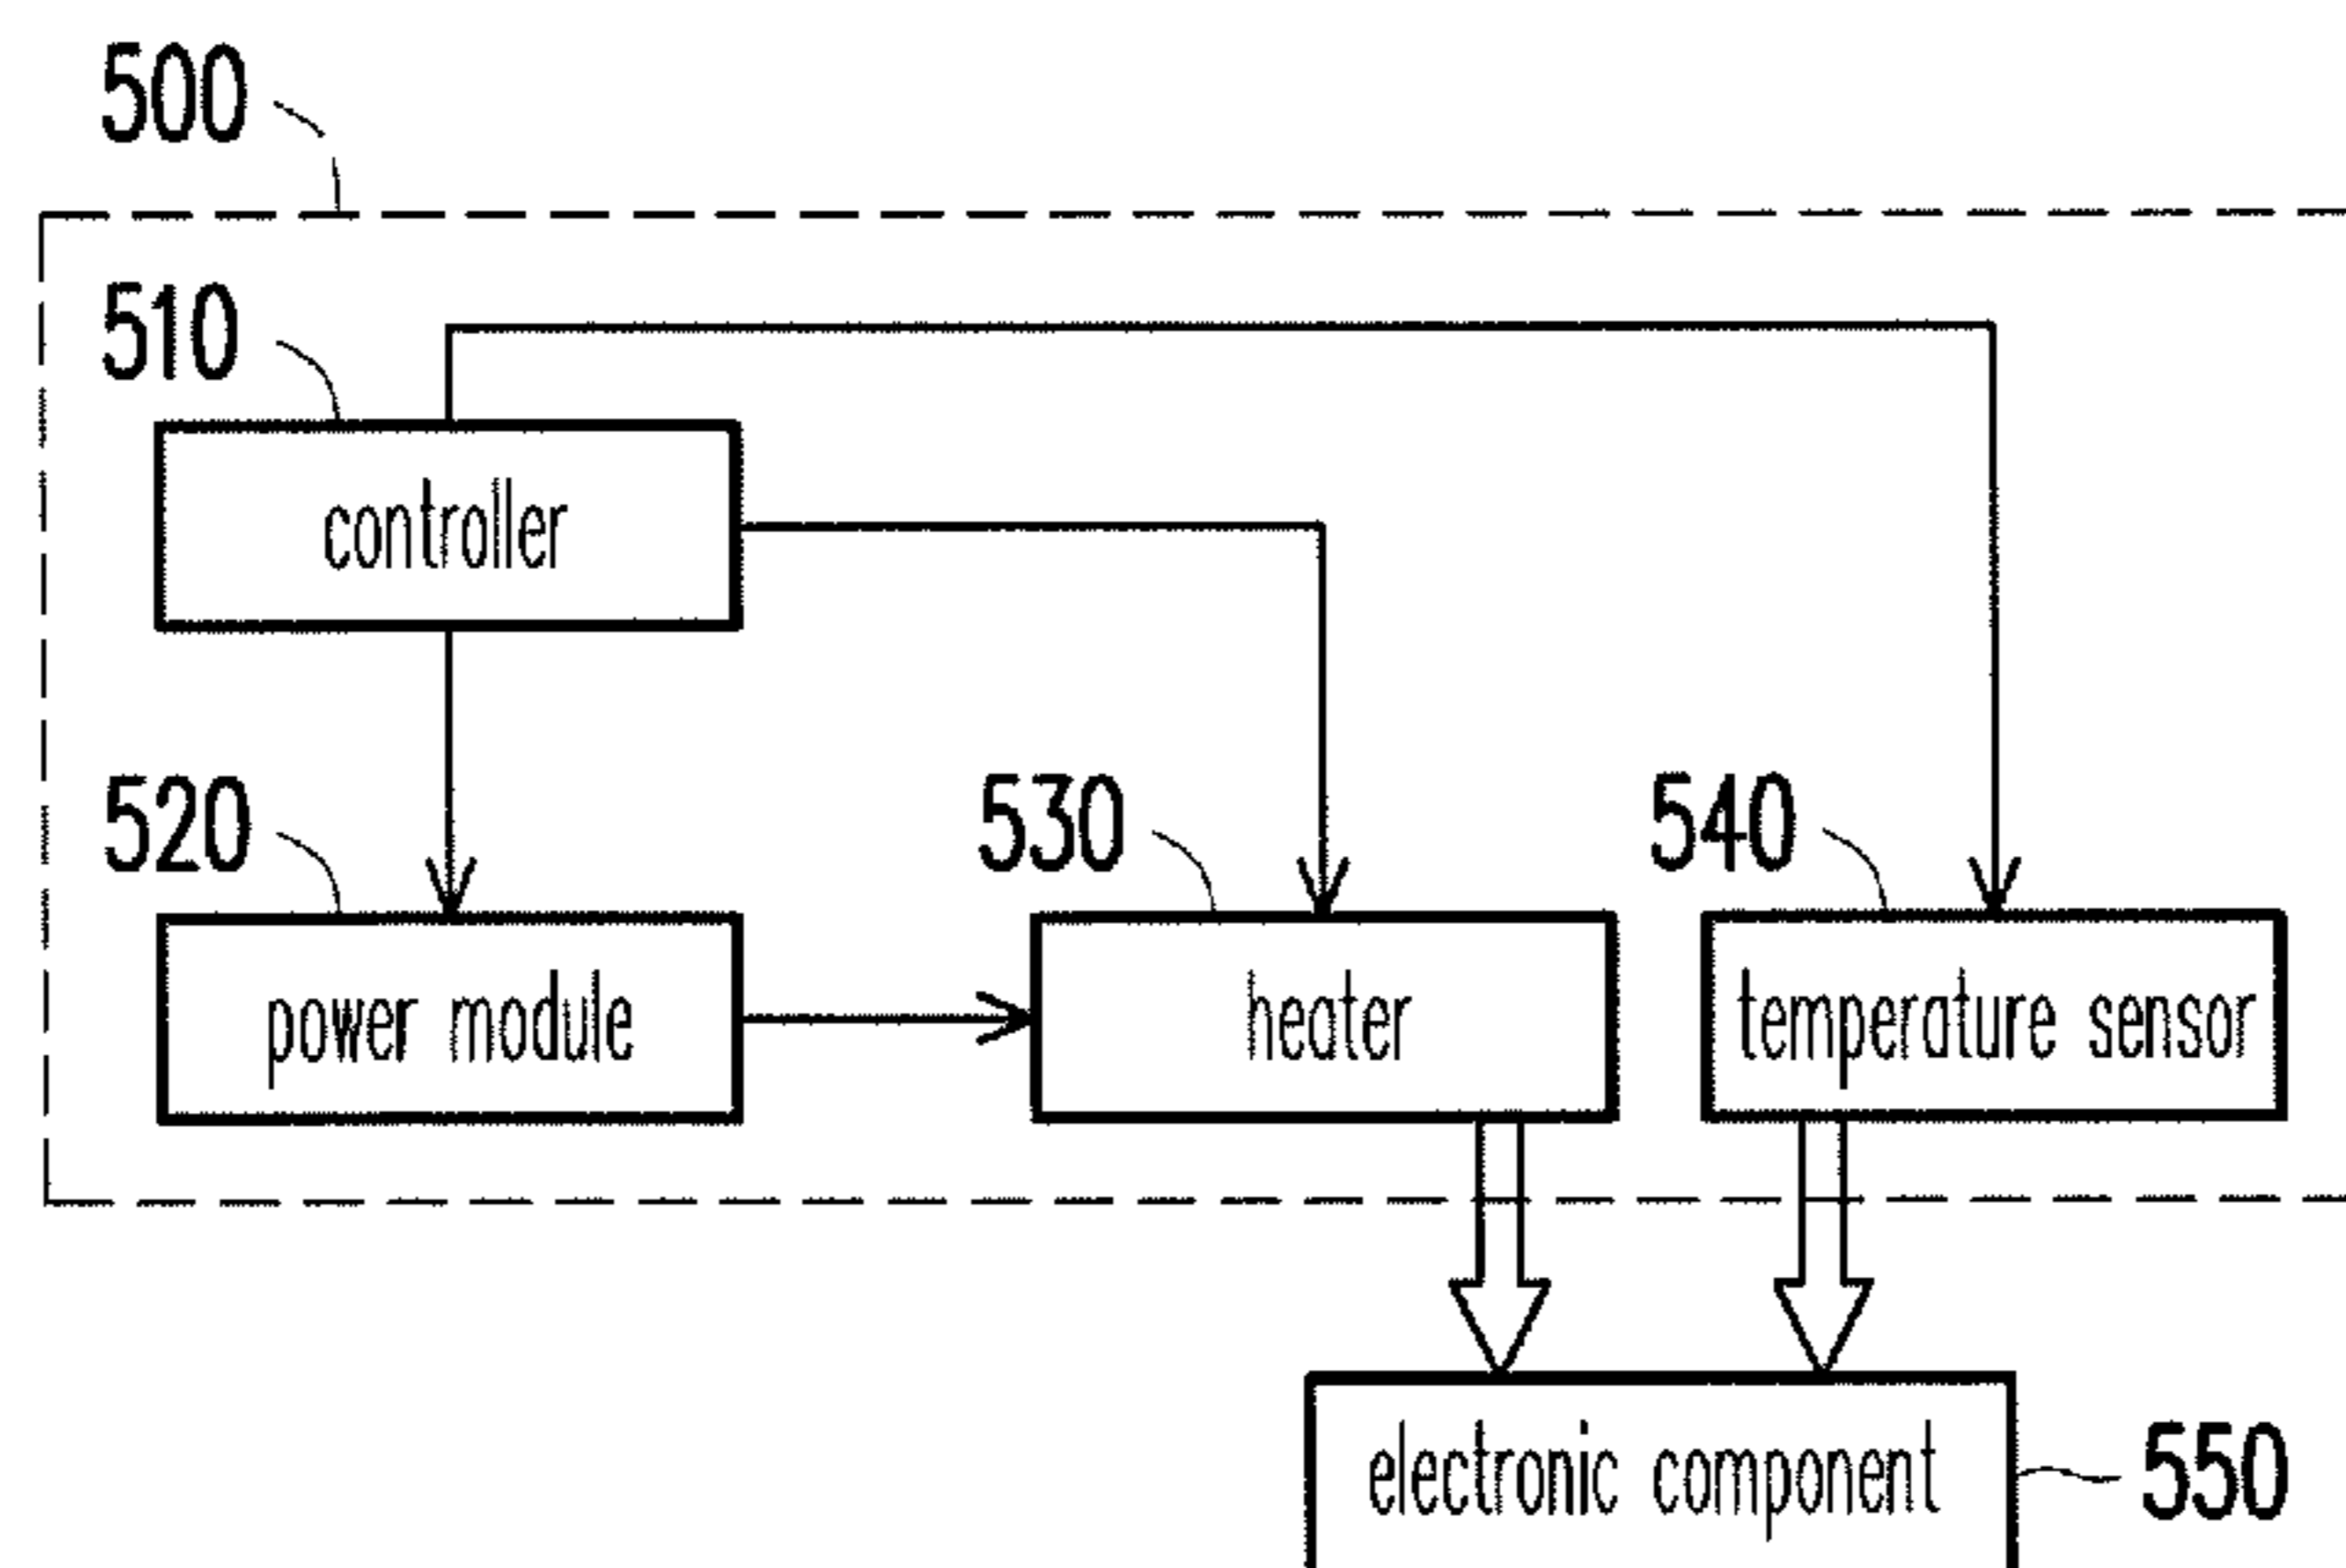 500
510
controller
520
530
540
power module
heater
temperature sensor
electronic component
550